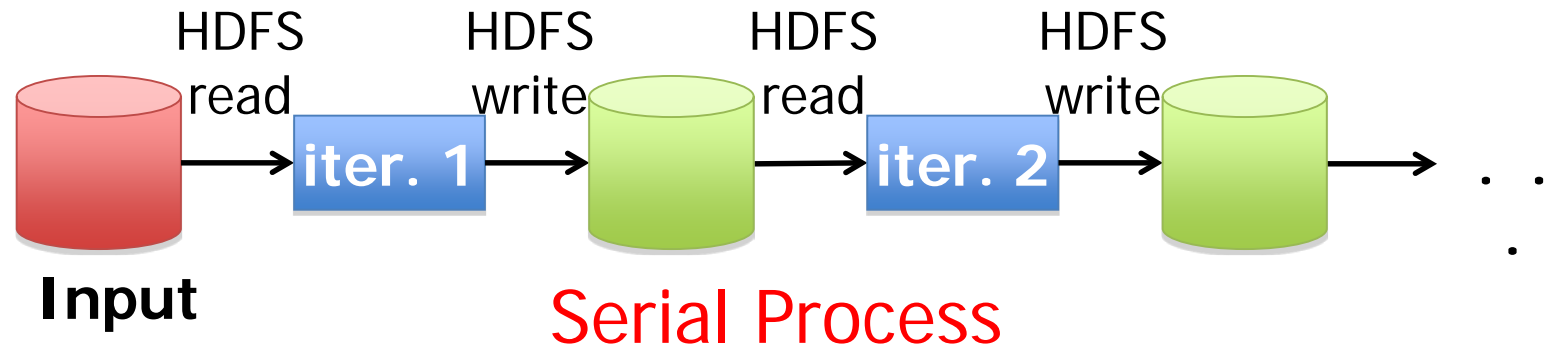 HDFS read
HDFS write
HDFS read
HDFS write
iter. 1
iter. 2
. .
.
Input
Serial Process